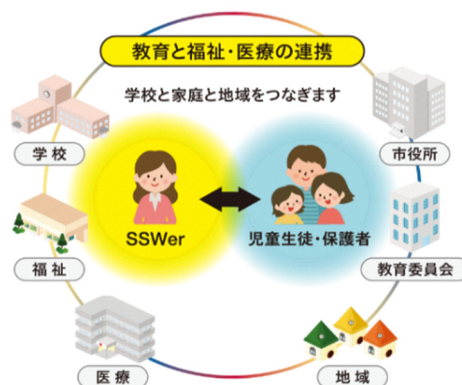 教育と福祉・医療の連携
学校と家庭と地域をつなぎます
学校
市役所
SSWer
児童生徒・保護者
福祉
教育委員会
医療
地域